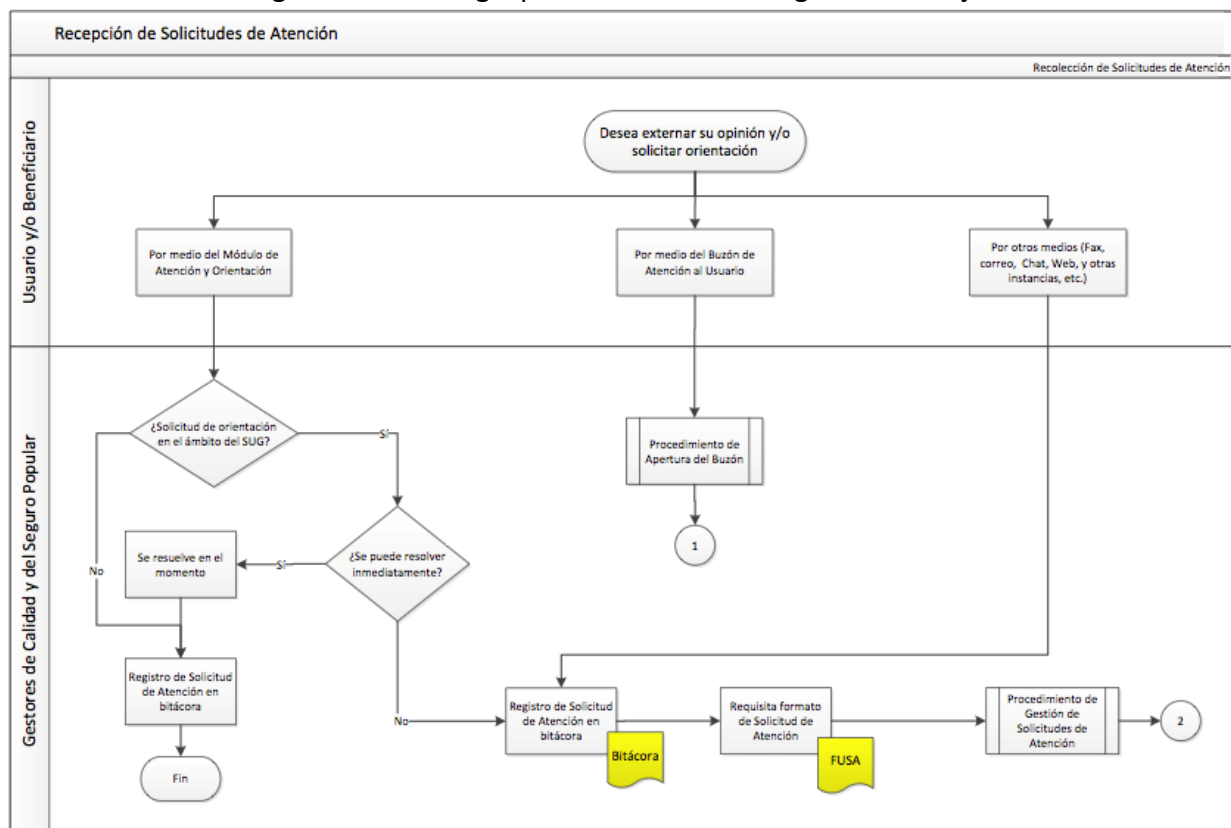 Recepción de Solicitudes de Atención
Recolección de Solicitudes de Atención
Usuario y/o Beneficiario
Desea externar su opinión y/o
solicitar orientación
Por medio del Módulo de
Atención y Orientación
Por medio del Buzón de
Atención al Usuario
Por otros medios (Fax,
correo, Chat, Web, y otras
instancias, etc.)
Gestores de Calidad y del Seguro Popular
¿Solicitud de orientación
en el ámbito del SUG?
Sí
No
Procedimiento de
Apertura del Buzón
1
¿Se puede resolver
inmediatamente?
Sí
No
Se resuelve en el
momento
Registro de Solicitud
de Atención en
bitácora
Fin
Registro de Solicitud
de Atención en
bitácora
Bitácora
Requisita formato
de Solicitud de
Atención
FUSA
Procedimiento de
Gestión de
Solicitudes de
Atención
2